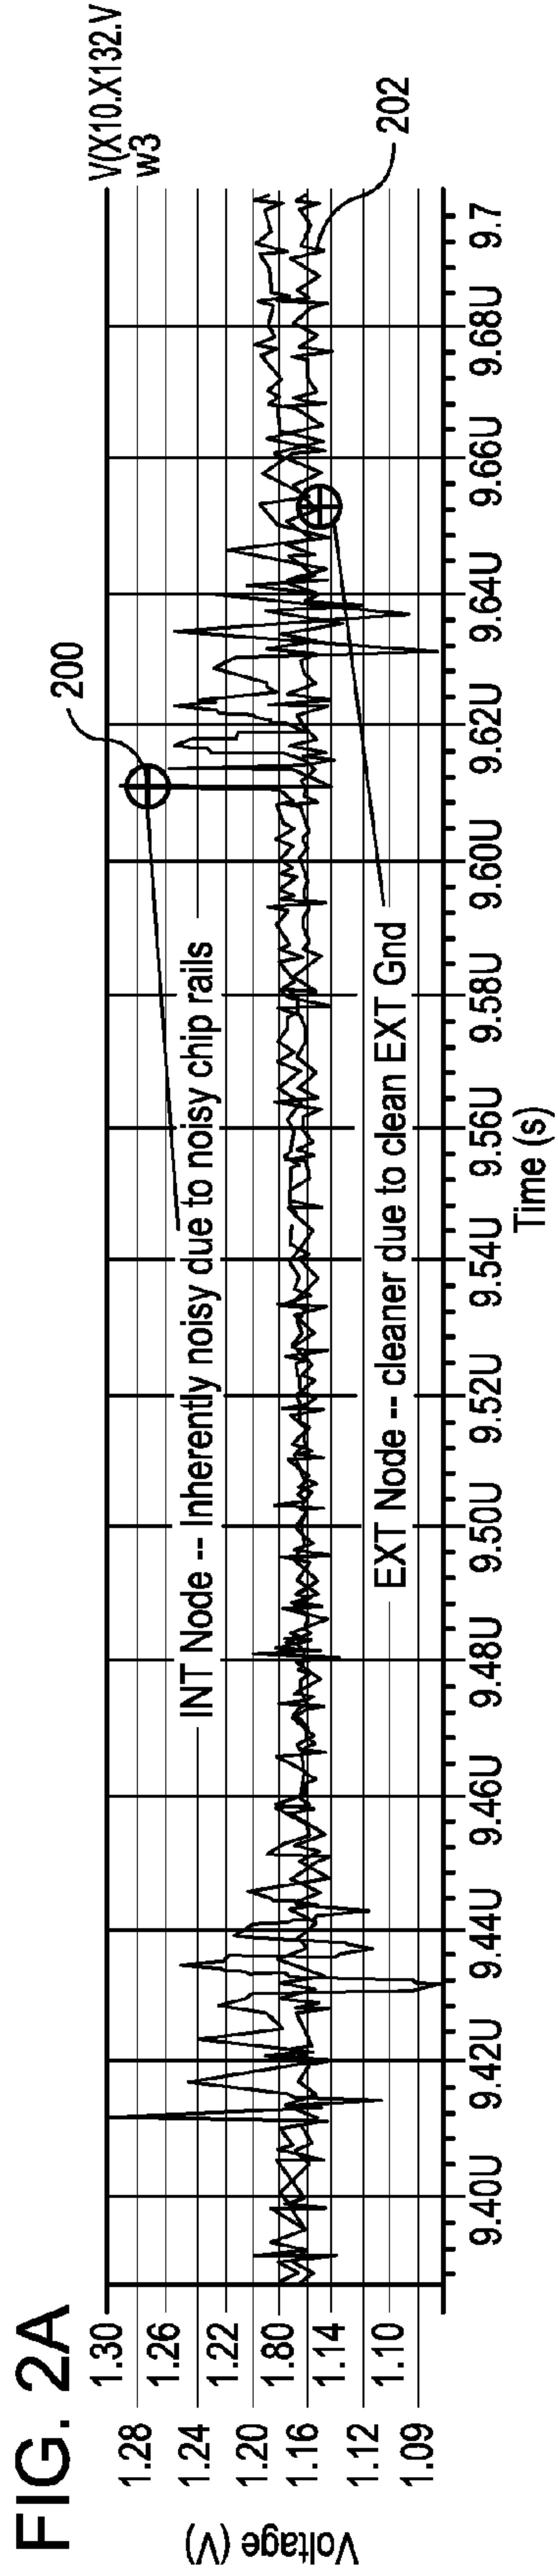 FIG. 2A
V(X10.X132.V
w3
200
202
INT Node -- Inherently noisy due to noisy chip rails
EXT Node -- cleaner due to clean EXT Gnd
Voltage (V)
1.30
1.28
1.26
1.24
1.22
1.20
1.80
1.16
1.14
1.12
1.10
1.09
9.40U
9.42U
9.44U
9.46U
9.48U
9.50U
9.52U
9.54U
9.56U
9.58U
9.60U
9.62U
9.64U
9.66U
9.68U
9.7
Time (s)